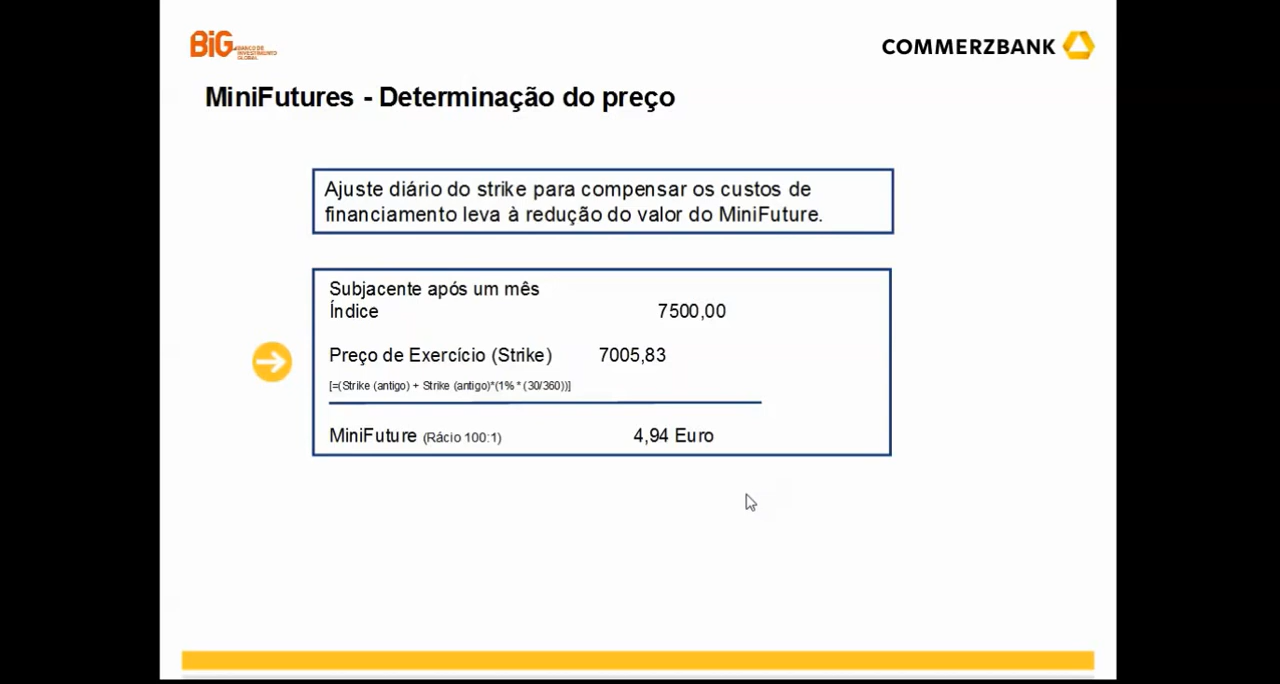 BiG BANCO DE
INVESTIMENTO
GLOBAL
COMMERZBANK
MiniFutures - Determinação do preço
Ajuste diário do strike para compensar os custos de
financiamento leva à redução do valor do MiniFuture.
Subjacente após um mês
Índice 7500,00
Preço de Exercício (Strike) 7005,83
[=(Strike (antigo) + Strike (antigo)*(1% * (30/360))]
MiniFuture (Rácio 100:1) 4,94 Euro